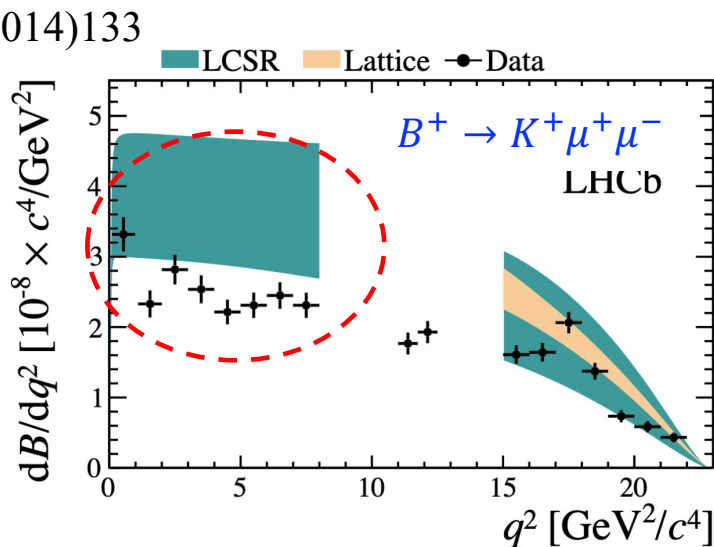 014)133
LCSR Lattice Data
B⁺ → K⁺μ⁺μ⁻
LHCb
dB/dq² [10⁻⁸ × c⁴/GeV²]
5
4
3
2
1
0
0 5 10 15 20
q² [GeV²/c⁴]